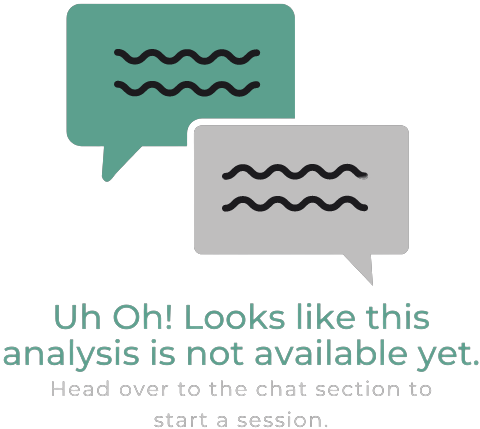 Uh Oh! Looks like this
analysis is not available yet.
Head over to the chat section to
start a session.